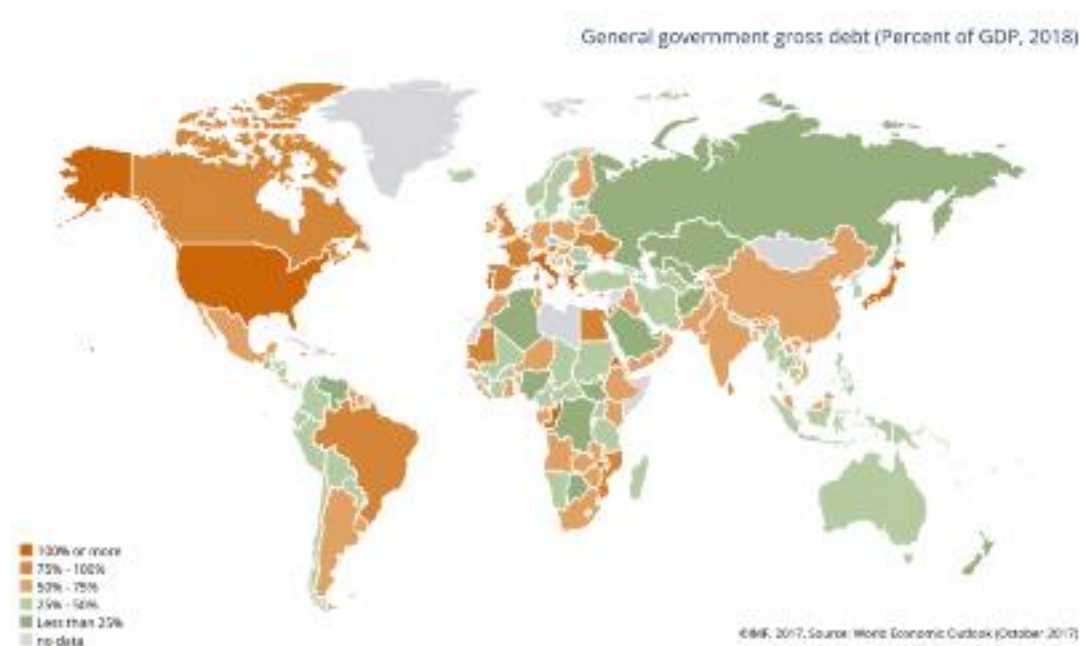 General government gross debt (Percent of GDP, 2018)
100% or more
75% - 100%
50% - 75%
25% - 50%
Less than 25%
no data
©IMF, 2017, Source: World Economic Outlook (October 2017)